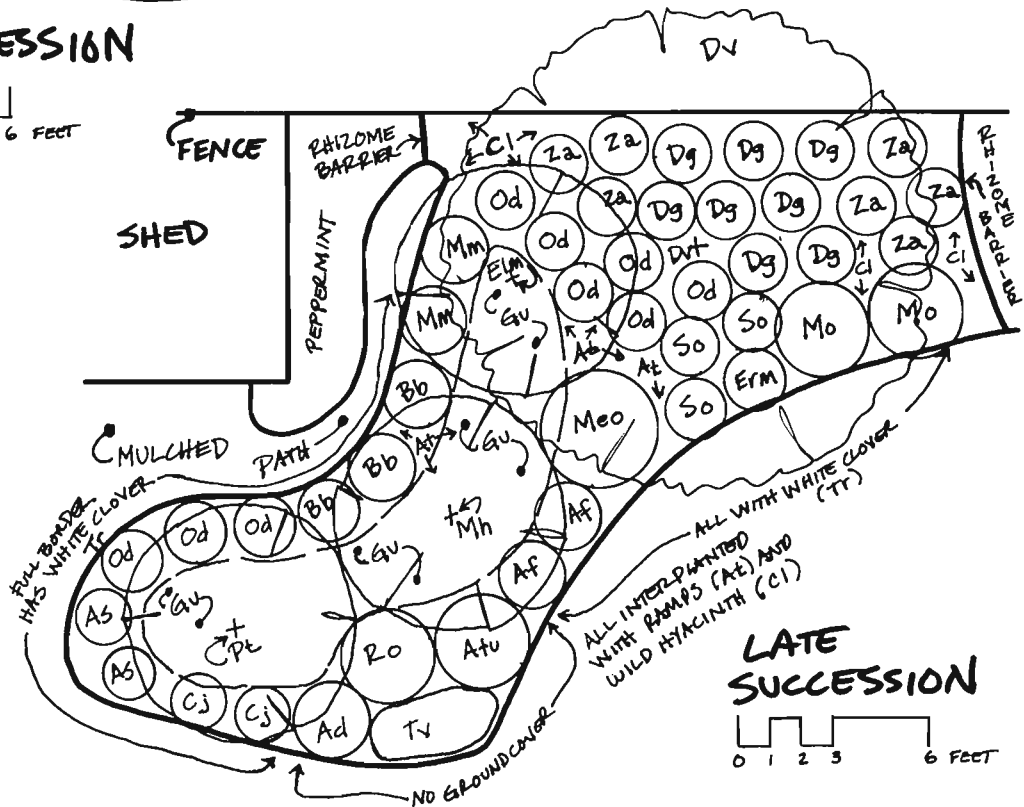 ESSION
6 FEET
FENCE
RHIZOME
BARRIER
SHED
PEPPERMINT
MULCHED
PATH
Dv
Cl
Za
Za
Dg
Dg
Dg
Za
Od
Za
Dg
Dg
Dg
Za
Za
RHIZOME
BARRIER
Mm
Od
Od
Dvt
Dg
Dg
Cl
Za
Cl
Elm
Gu
Od
Od
Mm
At
Od
So
So
Mo
Mo
At
Bb
Meo
So
Erm
At
Gu
Bb
Mh
Af
Bb
Gu
Af
Od
Od
Od
As
Gu
Pt
As
Ro
Atu
Cj
Cj
Ad
Tv
FULL BORDER
HAS WHITE CLOVER
Tr
ALL WITH WHITE CLOVER
(Tr)
ALL INTERPLANTED
WITH RAMPS (At) AND
WILD HYACINTH (Cl)
NO GROUNDCOVER
LATE
SUCCESSION
0 1 2 3 6 FEET